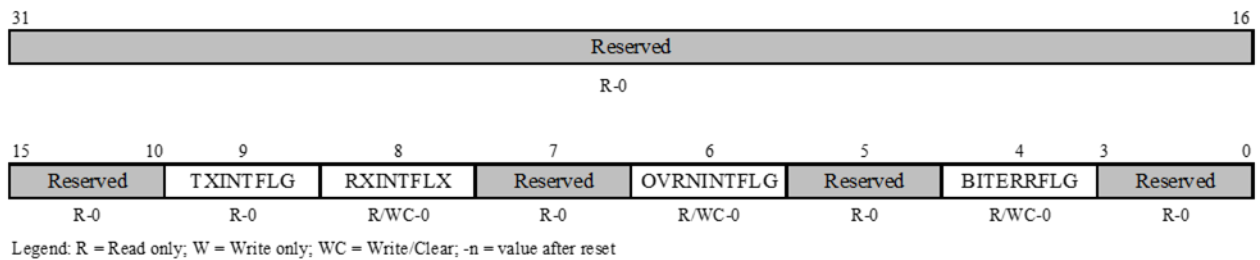 31 16
Reserved
R-0
15 10 9 8 7 6 5 4 3 0
Reserved TXINTFLG RXINTFLX Reserved OVRNINTFLG Reserved BITERRFLG Reserved
R-0 R-0 R/WC-0 R-0 R/WC-0 R-0 R/WC-0 R-0
Legend: R = Read only; W = Write only; WC = Write/Clear; -n = value after reset